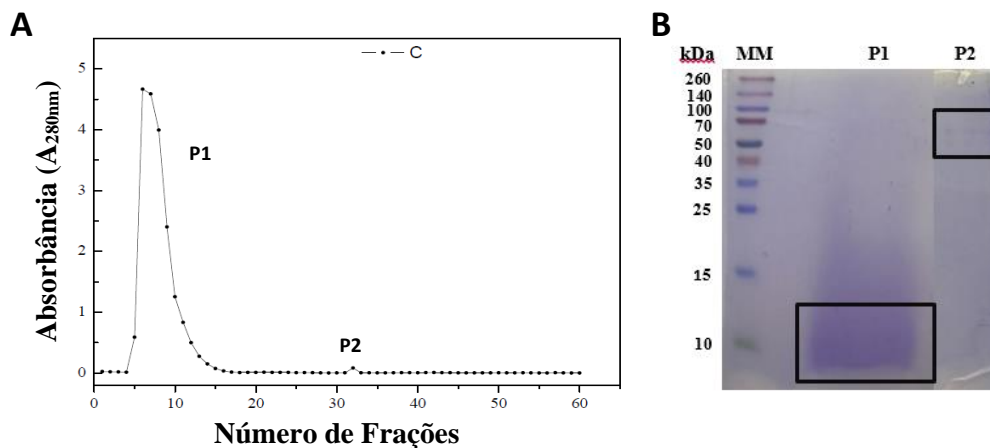 A
C
5
4
3
2
1
0
P1
P2
0 10 20 30 40 50 60
Absorbância (A280nm)
Número de Frações
B
kDa MM P1 P2
260
140
100
70
50
40
35
25
15
10